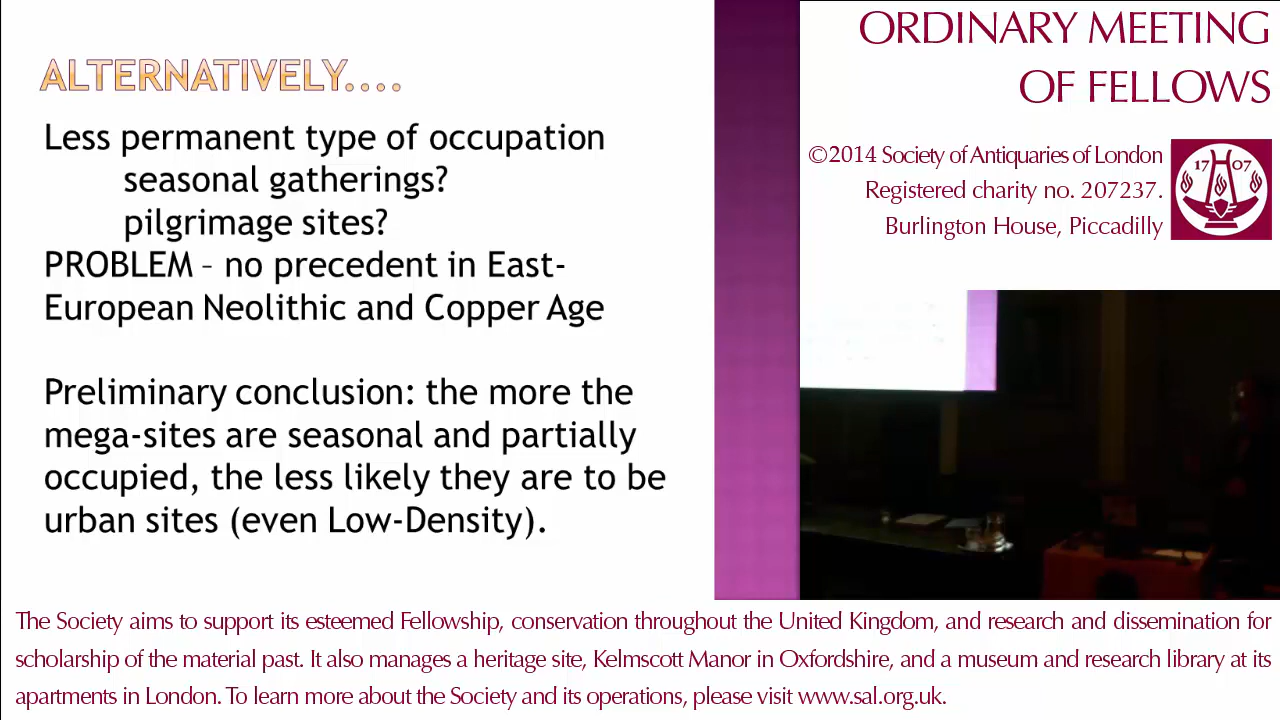 ALTERNATIVELY....
Less permanent type of occupation
seasonal gatherings?
pilgrimage sites?
PROBLEM – no precedent in East-
European Neolithic and Copper Age
Preliminary conclusion: the more the
mega-sites are seasonal and partially
occupied, the less likely they are to be
urban sites (even Low-Density).
ORDINARY MEETING
OF FELLOWS
©2014 Society of Antiquaries of London
Registered charity no. 207237.
Burlington House, Piccadilly
17 07
The Society aims to support its esteemed Fellowship, conservation throughout the United Kingdom, and research and dissemination for
scholarship of the material past. It also manages a heritage site, Kelmscott Manor in Oxfordshire, and a museum and research library at its
apartments in London. To learn more about the Society and its operations, please visit www.sal.org.uk.